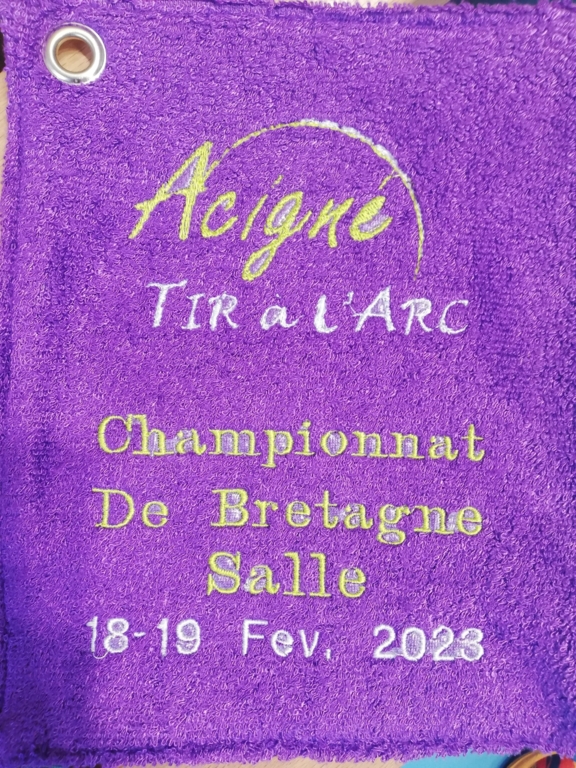 Acigné
TIR à L'ARC
Championnat
De Bretagne
Salle
18-19 Fev. 2023